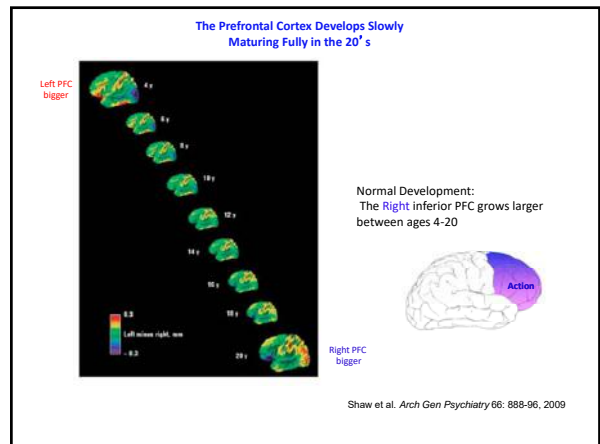 The Prefrontal Cortex Develops Slowly
Maturing Fully in the 20's
Left PFC
bigger
4 y
6 y
8 y
10 y
12 y
14 y
16 y
18 y
20 y
0.3
Left minus right, mm
- 0.3
Right PFC
bigger
Normal Development:
The Right inferior PFC grows larger
between ages 4-20
Action
Shaw et al. Arch Gen Psychiatry 66: 888-96, 2009